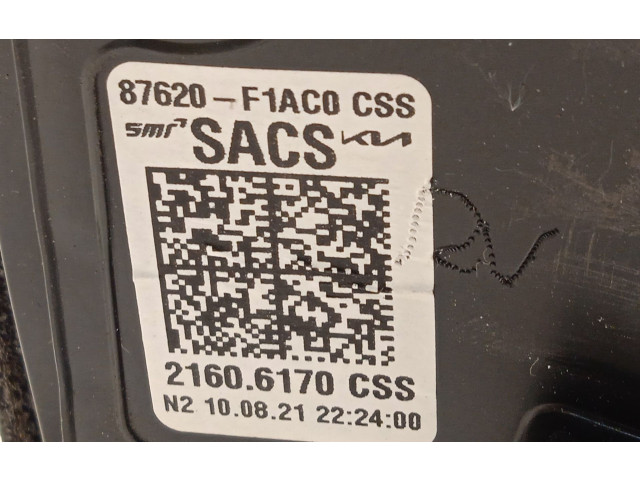 87620-F1AC0 CSS
smr SACS KIA
2160.6170 CSS
N2 10.08.21 22:24:00